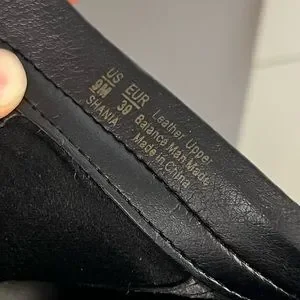 US EUR Leather Upper
9M 39 Balance Man Made
SHANIA Made in China